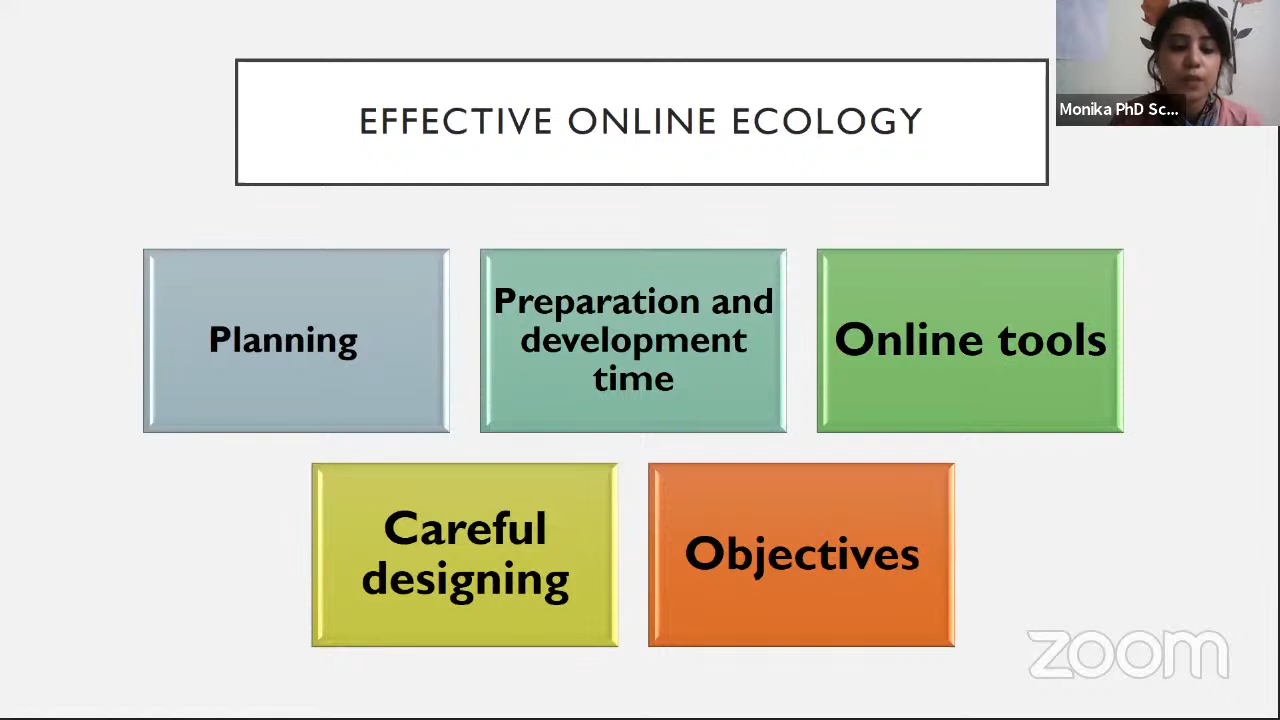 EFFECTIVE ONLINE ECOLOGY
Monika PhD Sc...
Planning
Preparation and
development
time
Online tools
Careful
designing
Objectives
zoom